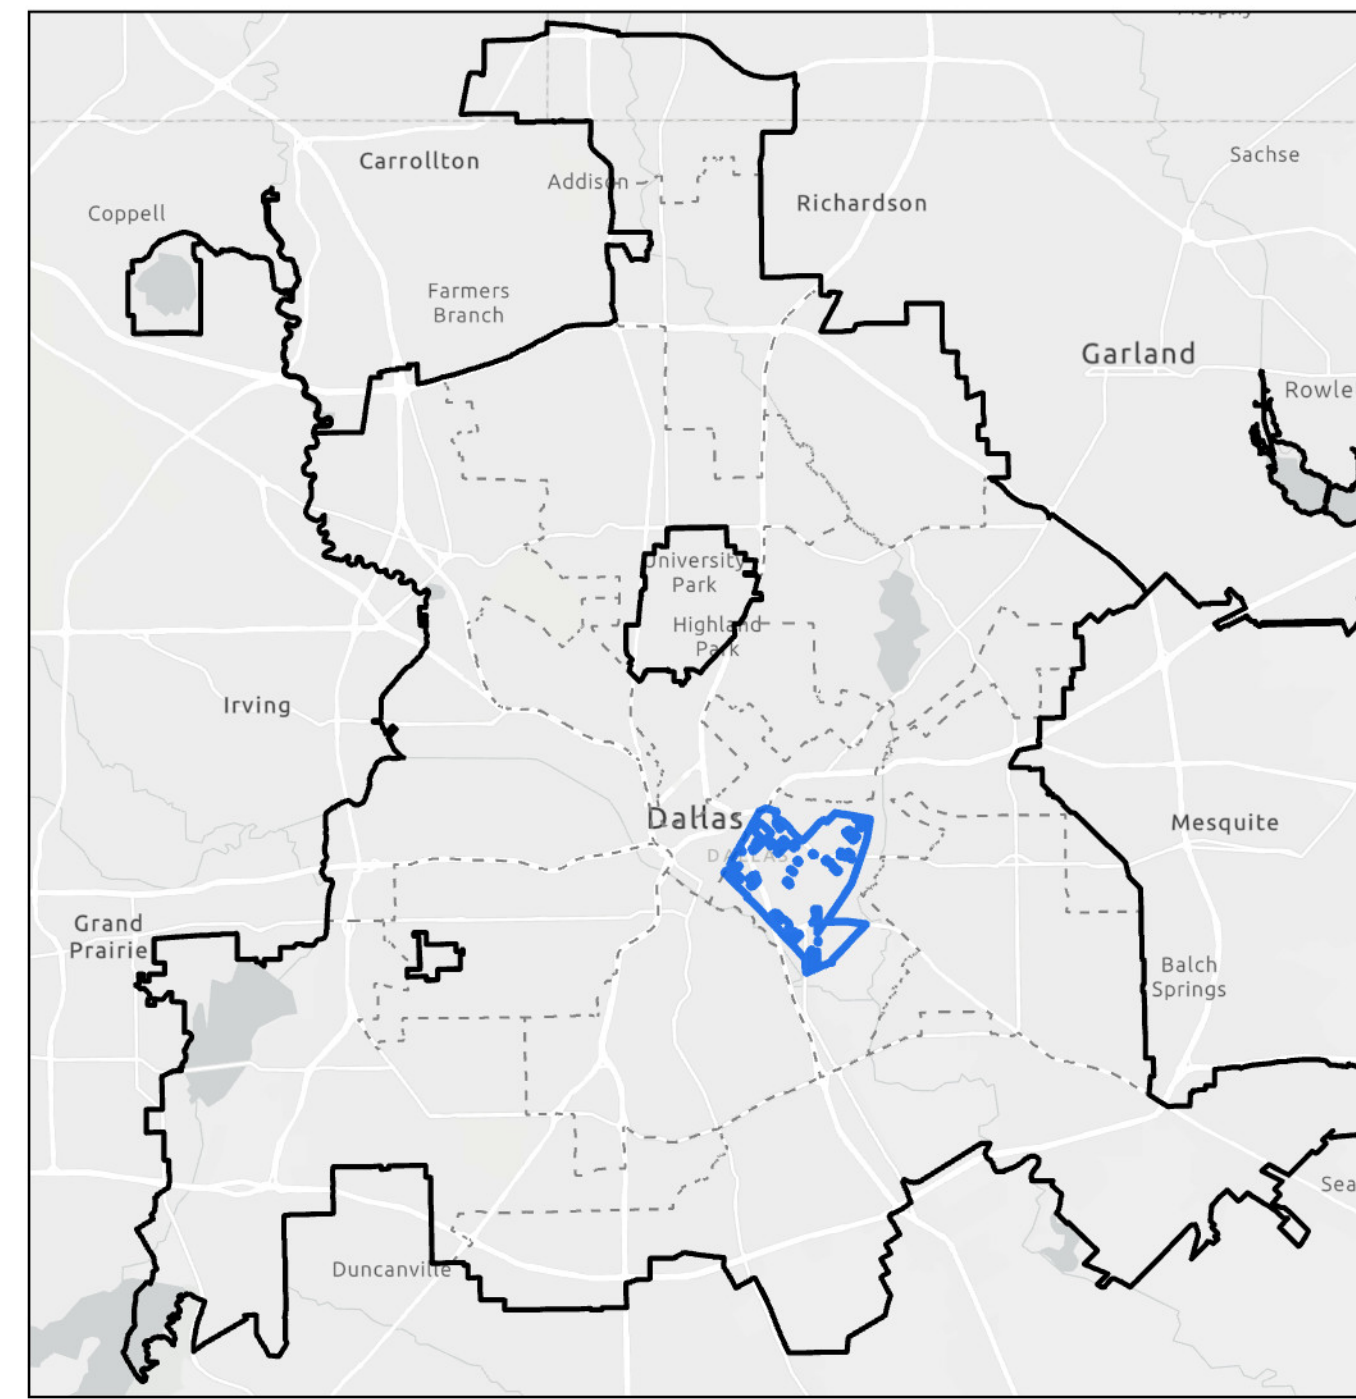 Carrollton
Addison
Sachse
Coppell
Richardson
Farmers
Branch
Garland
Rowle
University
Park
Highland
Park
Irving
Dallas
DALLAS
Mesquite
Grand
Prairie
Balch
Springs
Sea
Duncanville